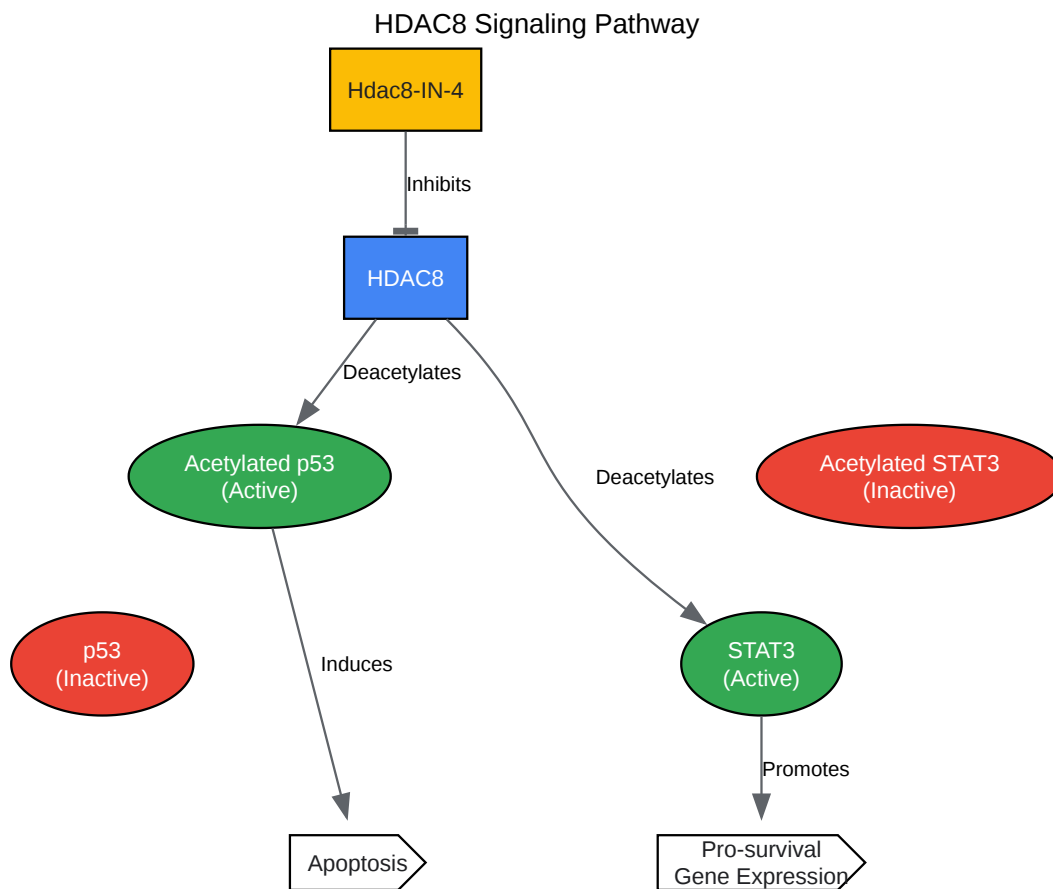 HDAC8 Signaling Pathway
Hdac8-IN-4
Inhibits
HDAC8
Deacetylates
Acetylated p53
(Active)
Deacetylates
Acetylated STAT3
(Inactive)
p53
(Inactive)
Induces
STAT3
(Active)
Promotes
Apoptosis
Pro-survival
Gene Expression